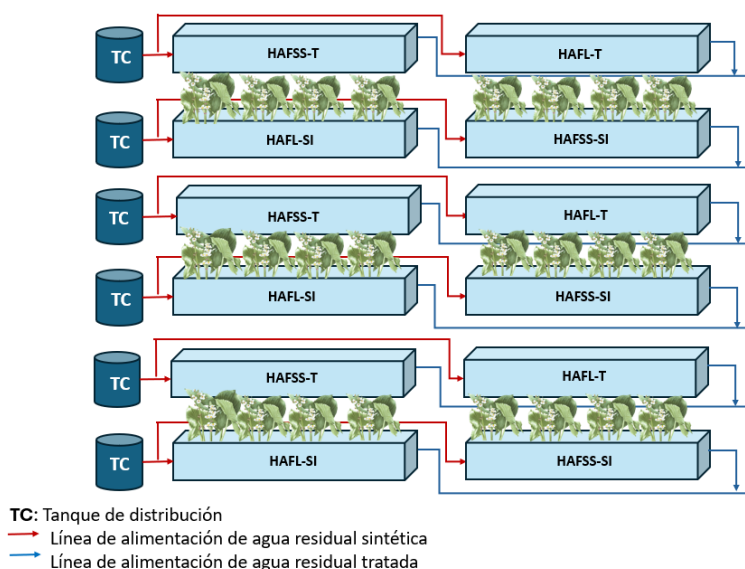 TC
HAFSS-T
HAFL-T
TC
HAFL-SI
HAFSS-SI
TC
HAFSS-T
HAFL-T
TC
HAFL-SI
HAFSS-SI
TC
HAFSS-T
HAFL-T
TC
HAFL-SI
HAFSS-SI
TC: Tanque de distribución
Línea de alimentación de agua residual sintética
Línea de alimentación de agua residual tratada